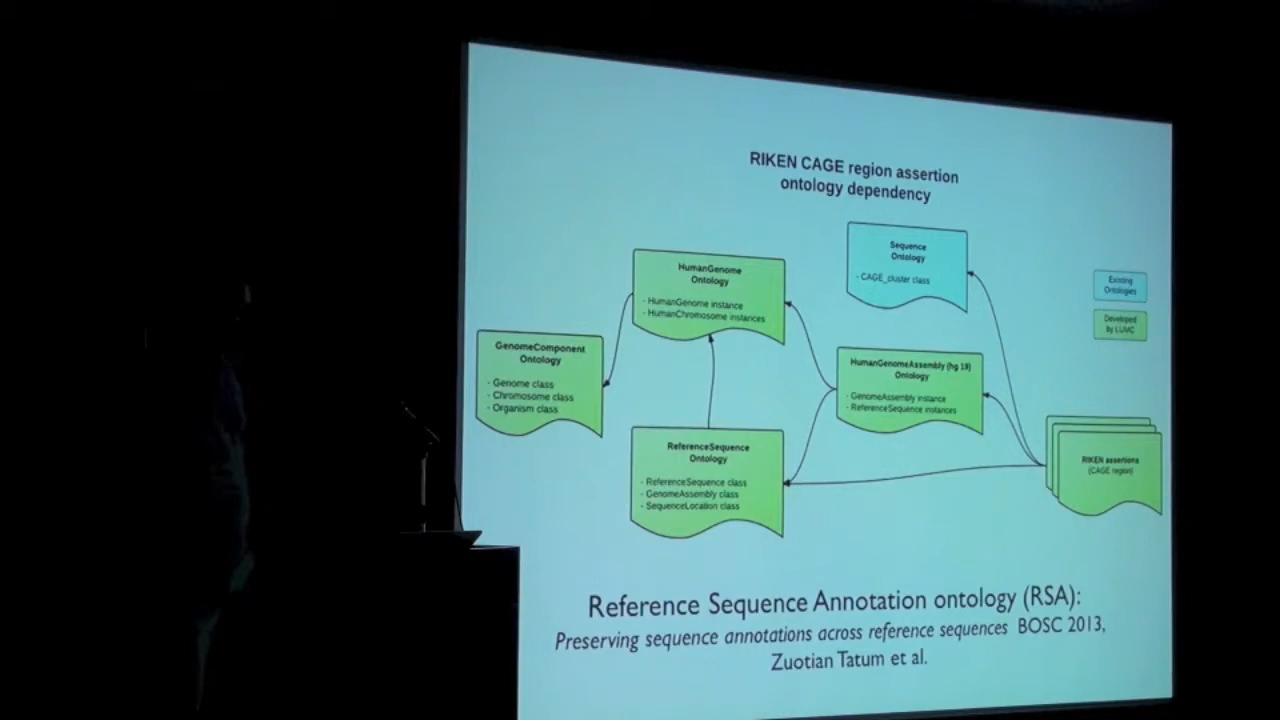 RIKEN CAGE region assertion
ontology dependency
Sequence
Ontology
- CAGE_cluster class
HumanGenome
Ontology
- HumanGenome instance
- HumanChromosome instances
Existing
Ontologies
Developed
by LUMC
GenomeComponent
Ontology
- Genome class
- Chromosome class
- Organism class
HumanGenomeAssembly (hg 19)
Ontology
- GenomeAssembly instance
- ReferenceSequence instances
ReferenceSequence
Ontology
- ReferenceSequence class
- GenomeAssembly class
- SequenceLocation class
RIKEN assertions
(CAGE region)
Reference Sequence Annotation ontology (RSA):
Preserving sequence annotations across reference sequences BOSC 2013,
Zuotian Tatum et al.